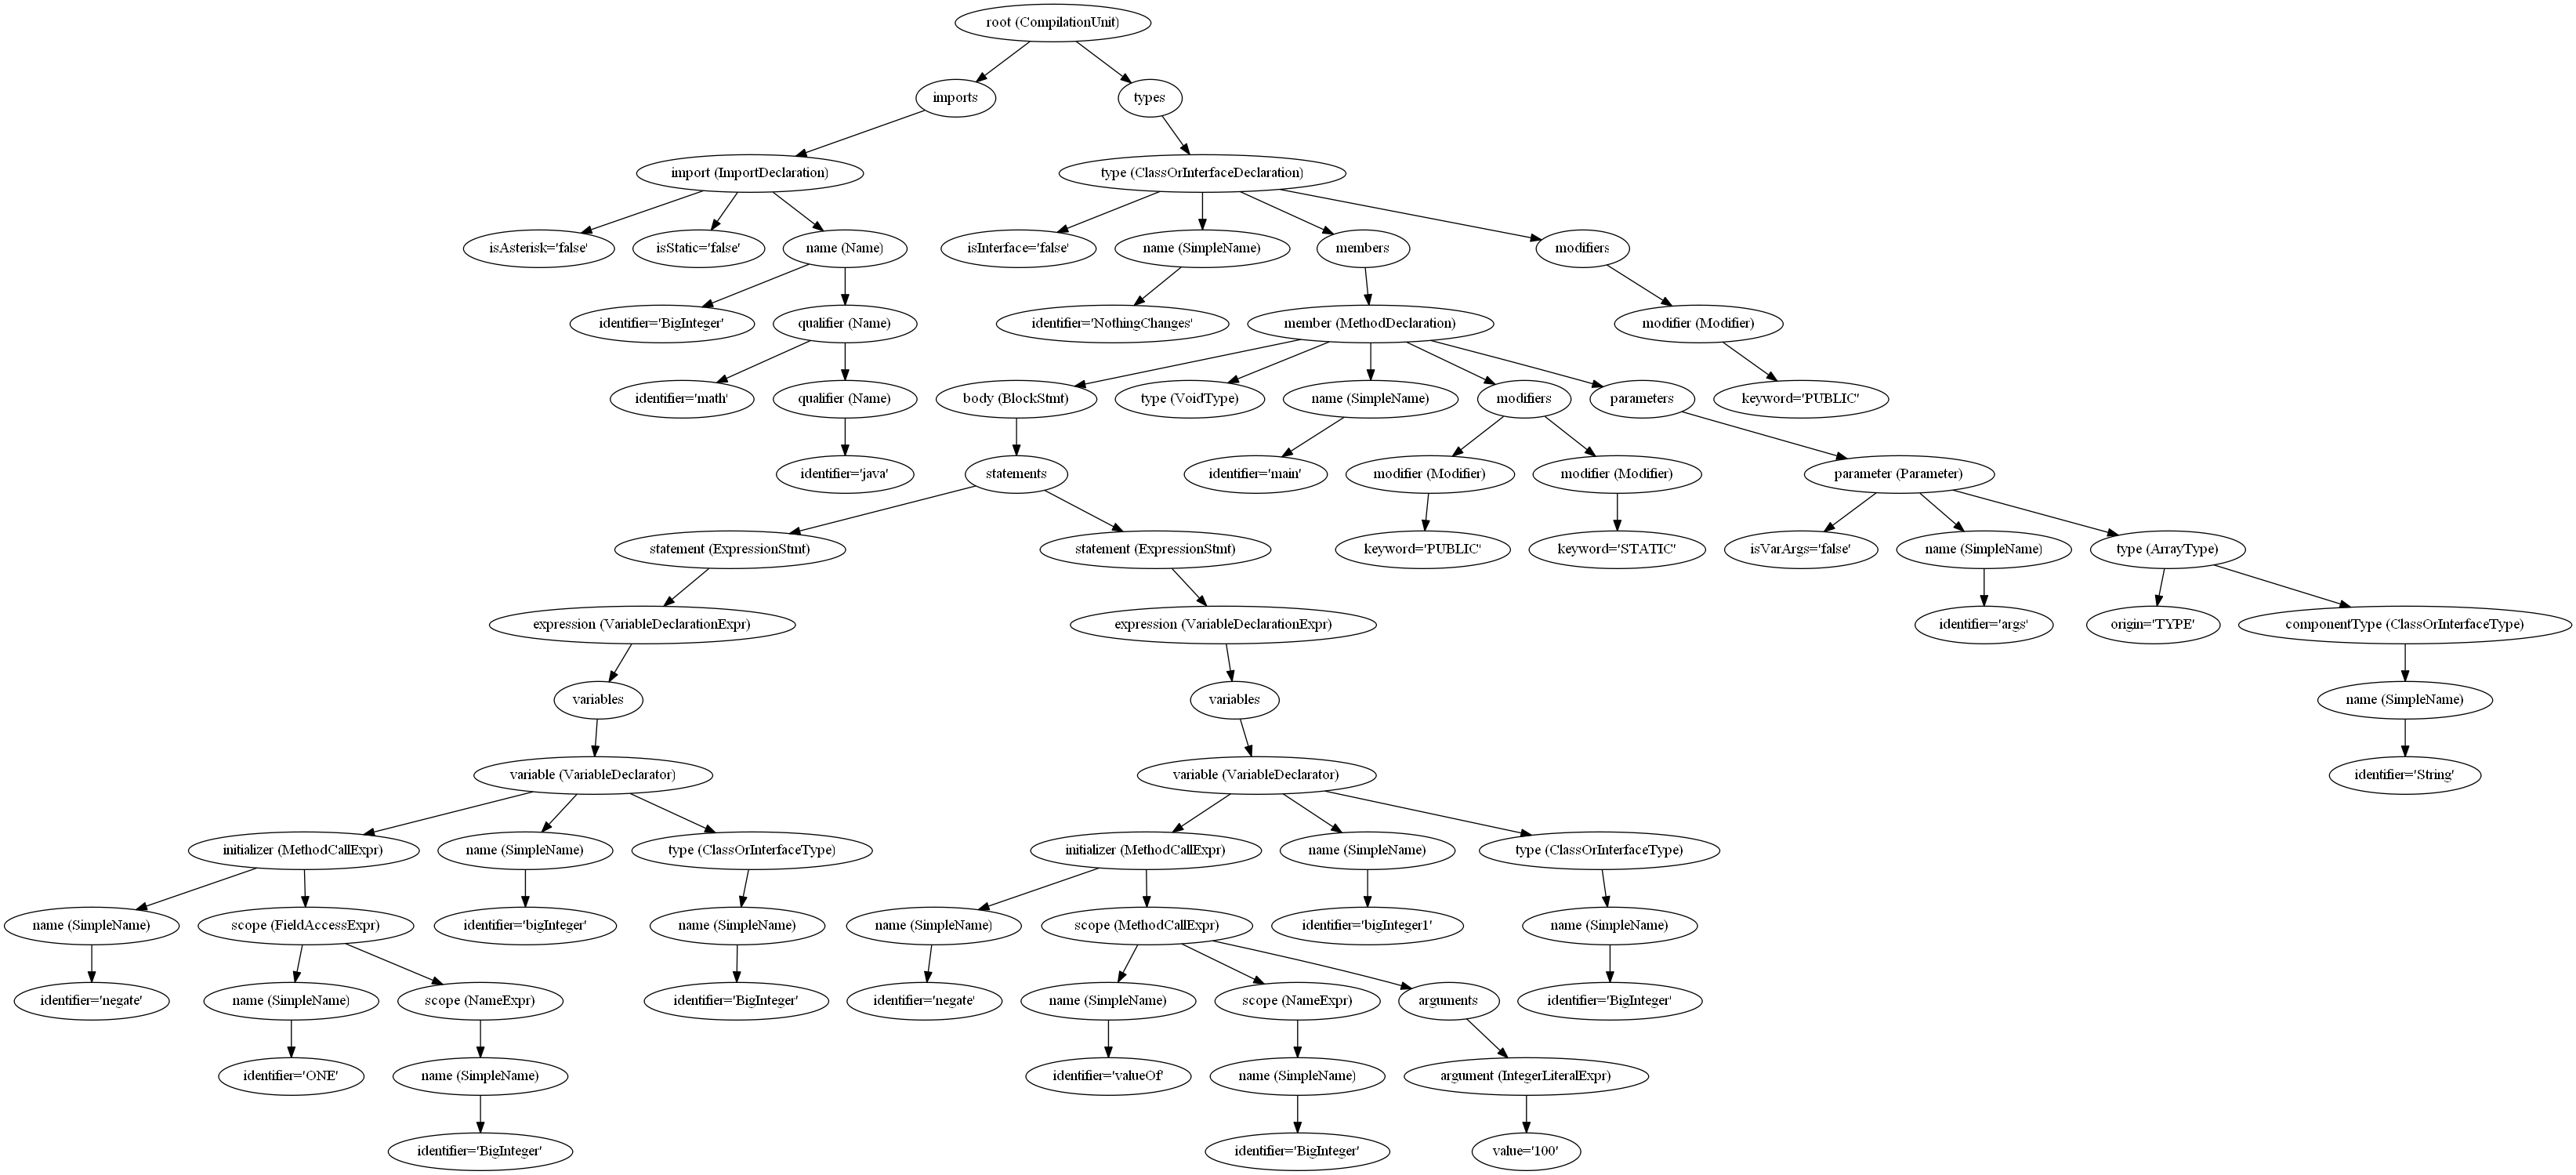 root (CompilationUnit)
imports
types
import (ImportDeclaration)
type (ClassOrInterfaceDeclaration)
isAsterisk='false'
isStatic='false'
name (Name)
isInterface='false'
name (SimpleName)
members
modifiers
identifier='BigInteger'
qualifier (Name)
identifier='NothingChanges'
member (MethodDeclaration)
modifier (Modifier)
identifier='math'
qualifier (Name)
body (BlockStmt)
type (VoidType)
name (SimpleName)
modifiers
parameters
keyword='PUBLIC'
identifier='java'
statements
identifier='main'
modifier (Modifier)
modifier (Modifier)
parameter (Parameter)
statement (ExpressionStmt)
statement (ExpressionStmt)
keyword='PUBLIC'
keyword='STATIC'
isVarArgs='false'
name (SimpleName)
type (ArrayType)
expression (VariableDeclarationExpr)
expression (VariableDeclarationExpr)
identifier='args'
origin='TYPE'
componentType (ClassOrInterfaceType)
variables
variables
name (SimpleName)
variable (VariableDeclarator)
variable (VariableDeclarator)
identifier='String'
initializer (MethodCallExpr)
name (SimpleName)
type (ClassOrInterfaceType)
initializer (MethodCallExpr)
name (SimpleName)
type (ClassOrInterfaceType)
name (SimpleName)
scope (FieldAccessExpr)
identifier='bigInteger'
name (SimpleName)
name (SimpleName)
scope (MethodCallExpr)
identifier='bigInteger1'
name (SimpleName)
identifier='negate'
name (SimpleName)
scope (NameExpr)
identifier='BigInteger'
identifier='negate'
name (SimpleName)
scope (NameExpr)
arguments
identifier='BigInteger'
identifier='ONE'
name (SimpleName)
identifier='valueOf'
name (SimpleName)
argument (IntegerLiteralExpr)
identifier='BigInteger'
identifier='BigInteger'
value='100'